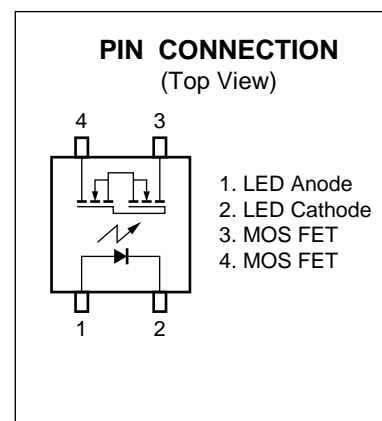 PIN CONNECTION
(Top View)
4 3
1. LED Anode
2. LED Cathode
3. MOS FET
4. MOS FET
1 2